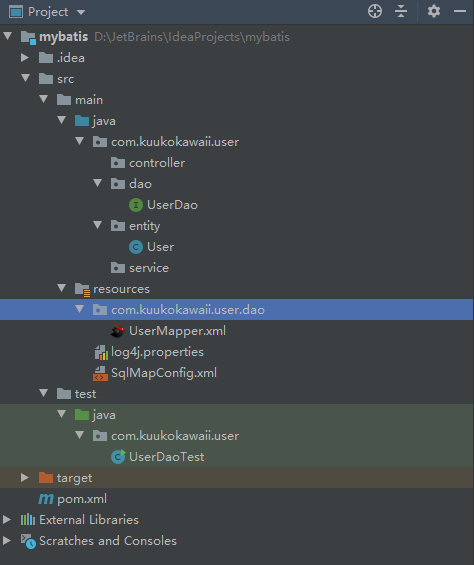 Project
mybatis D:\JetBrains\IdeaProjects\mybatis
.idea
src
main
java
com.kuukokawaii.user
controller
dao
UserDao
entity
User
service
resources
com.kuukokawaii.user.dao
UserMapper.xml
log4j.properties
SqlMapConfig.xml
test
java
com.kuukokawaii.user
UserDaoTest
target
pom.xml
External Libraries
Scratches and Consoles